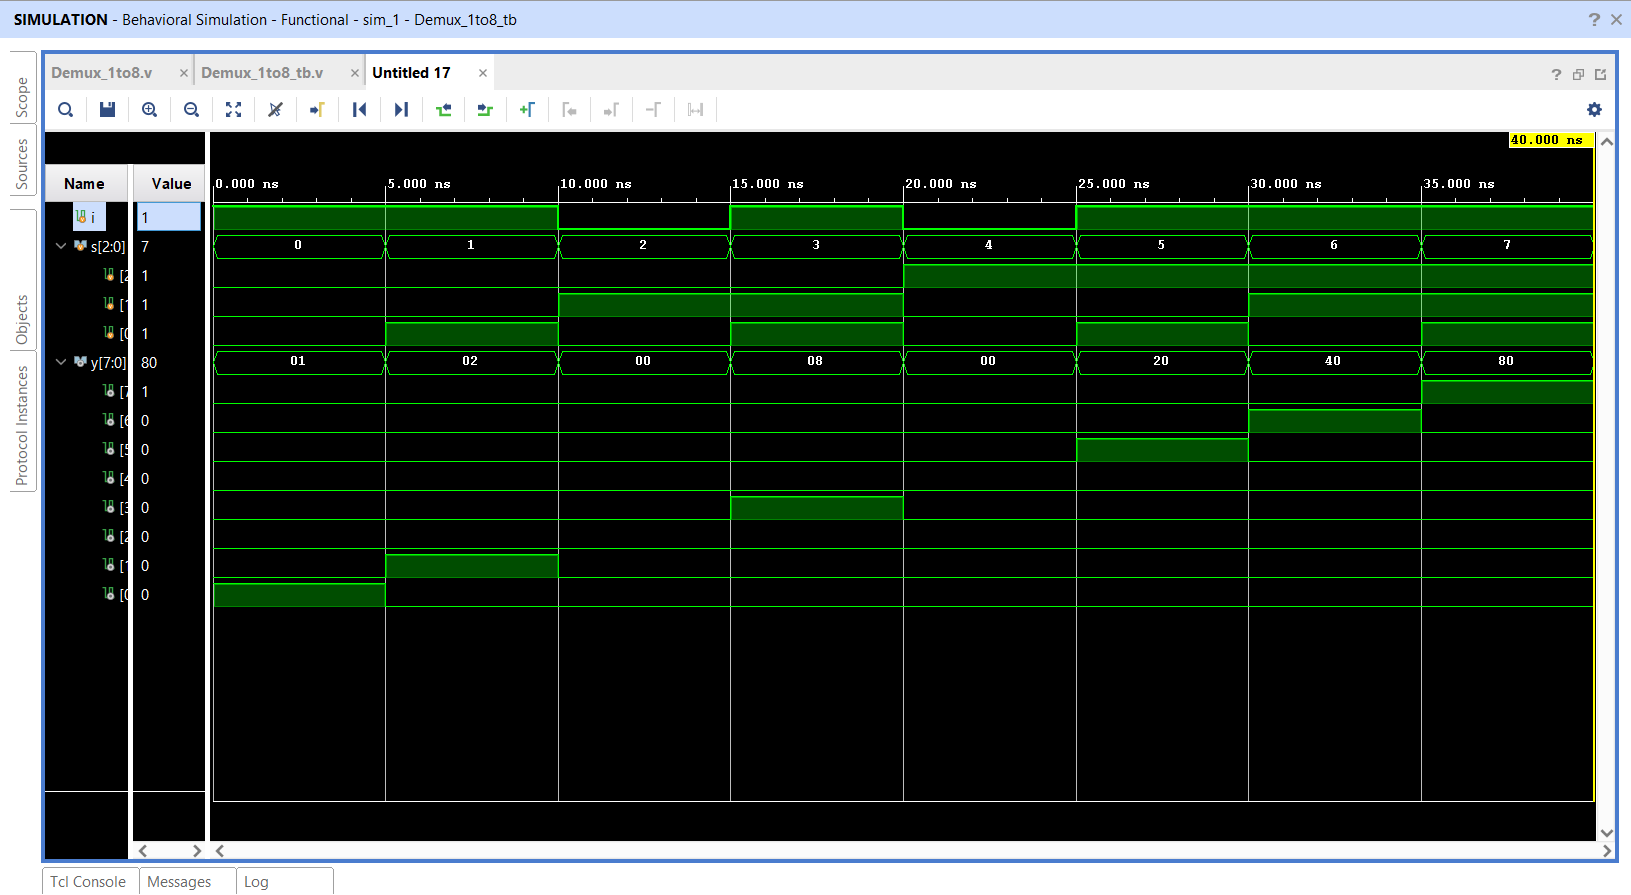 SIMULATION - Behavioral Simulation - Functional - sim_1 - Demux_1to8_tb
Scope
Sources
Objects
Protocol Instances
Demux_1to8.v
Demux_1to8_tb.v
Untitled 17
40.000 ns
Name
Value
0.000 ns
5.000 ns
10.000 ns
15.000 ns
20.000 ns
25.000 ns
30.000 ns
35.000 ns
i 1
s[2:0] 7 0 1 2 3 4 5 6 7
[2 1
[1 1
[0 1
y[7:0] 80 01 02 00 08 00 20 40 80
[7 1
[6 0
[5 0
[4 0
[3 0
[2 0
[1 0
[0 0
Tcl Console
Messages
Log